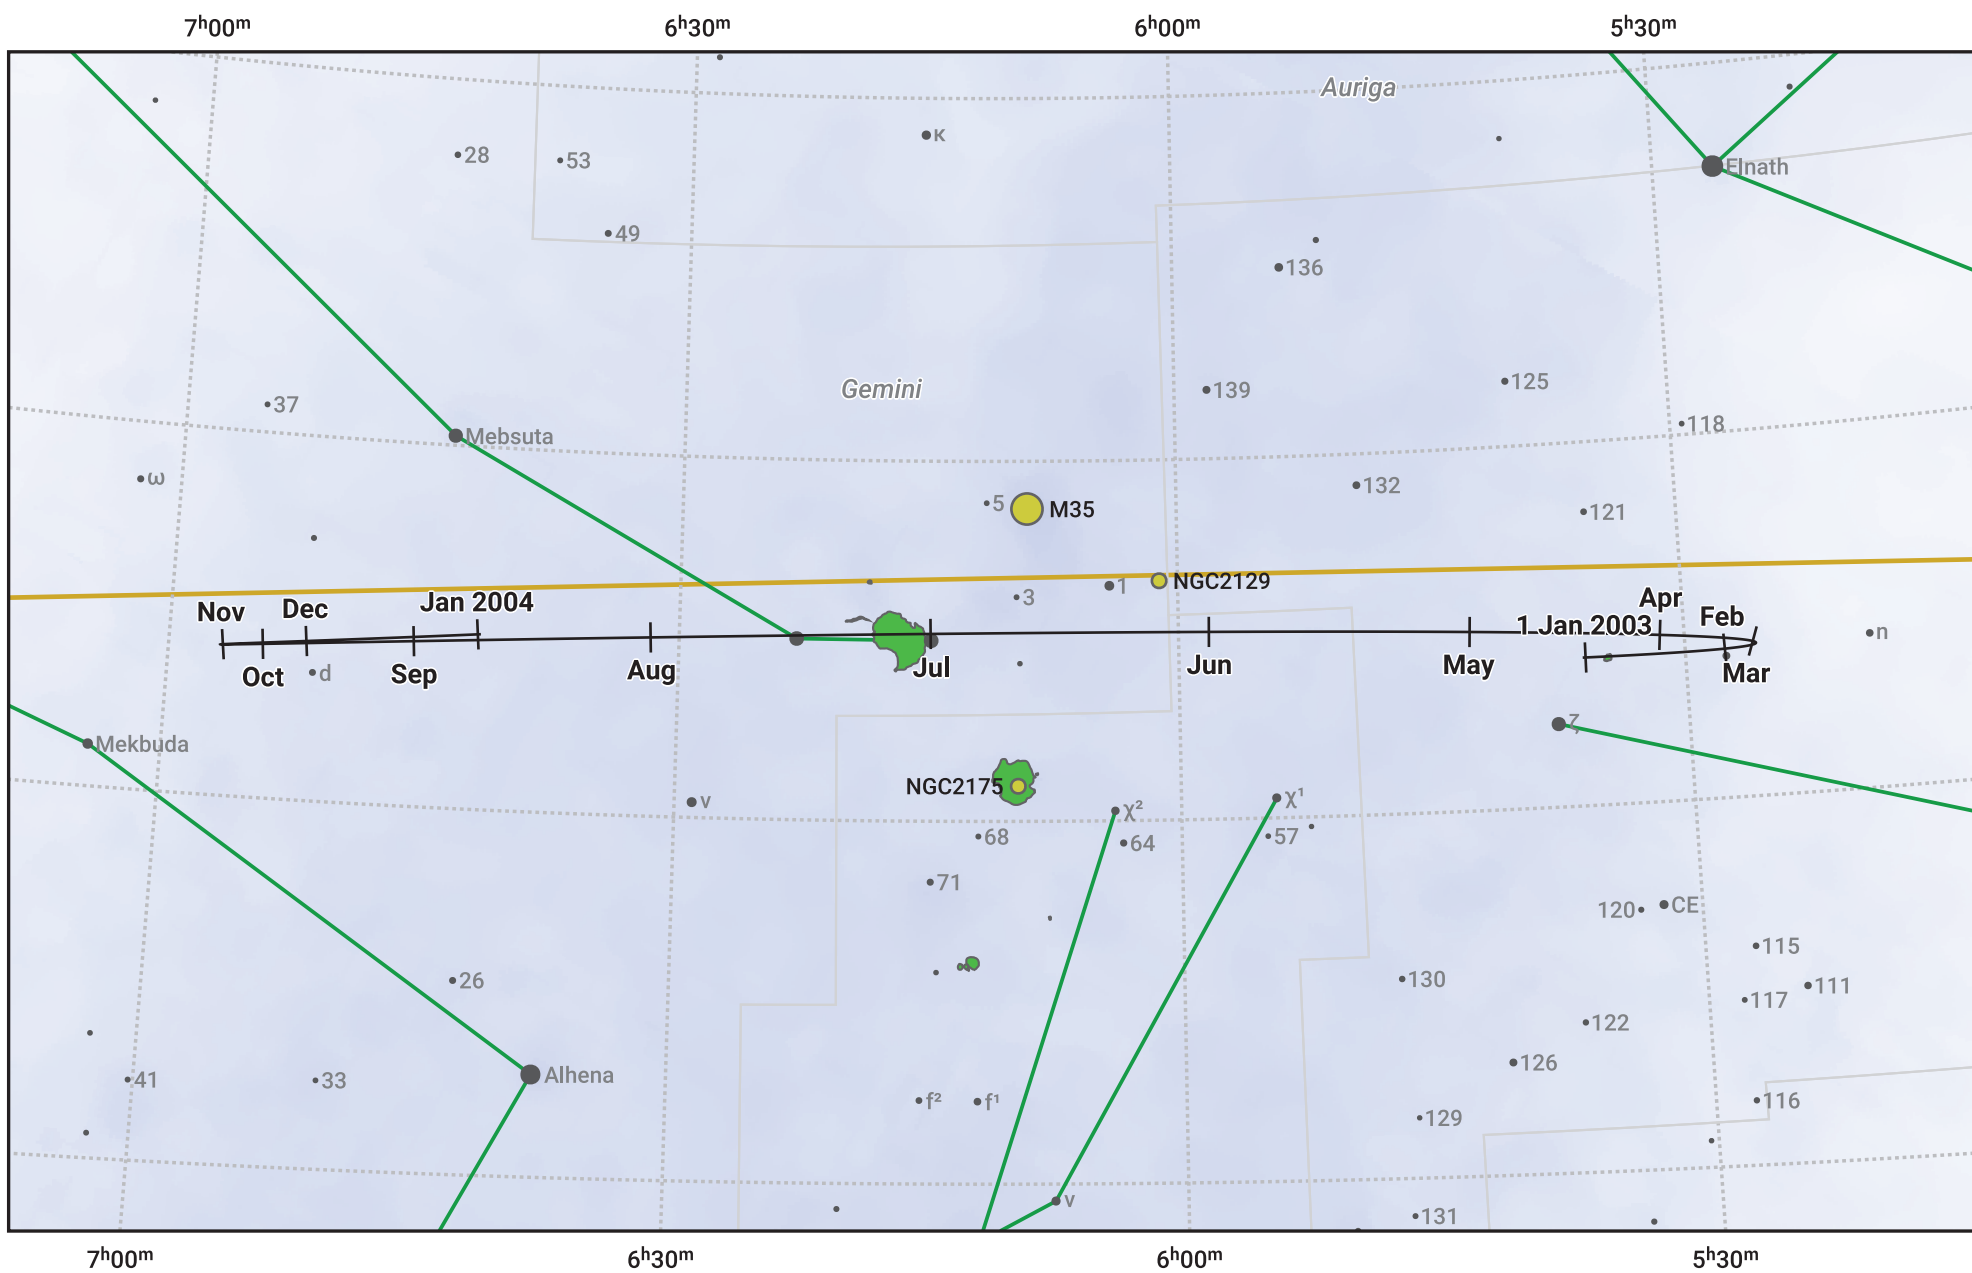 7ʰ00ᵐ 6ʰ30ᵐ 6ʰ00ᵐ 5ʰ30ᵐ
Auriga
κ
28 53
Elnath
49
136
125
Gemini 139
37
118
Mebsuta
ω
132
5 M35
121
NGC2129
1
3
Jan 2004
Apr
Nov Dec
Feb
1 Jan 2003
n
Jul Jun May
Aug
d Oct Sep
Mar
ζ
Mekbuda
NGC2175
ν
χ² χ¹
68 64 57
71
120 CE
115
26 130
111
117
122
126
Alhena
41 33
f² f¹
116
129
ν
131
7ʰ00ᵐ 6ʰ30ᵐ 6ʰ00ᵐ 5ʰ30ᵐ